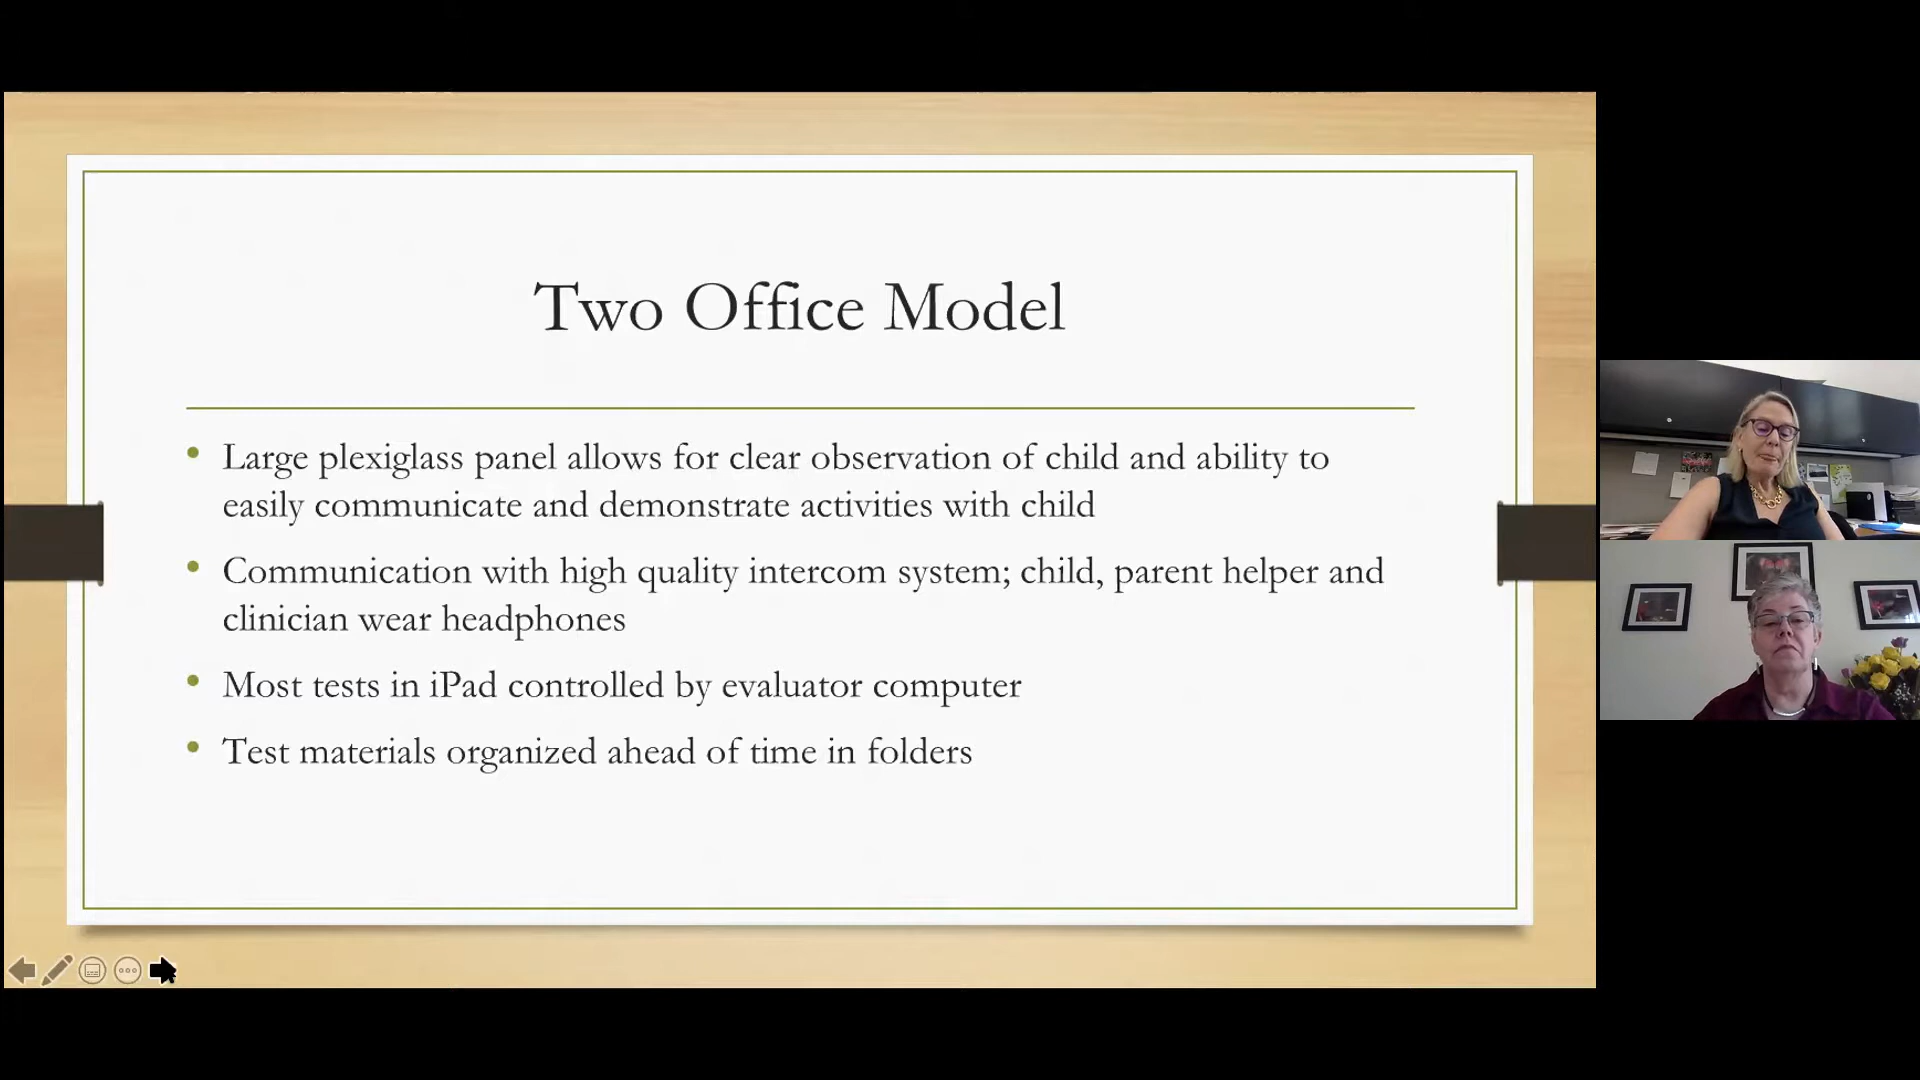 Two Office Model
• Large plexiglass panel allows for clear observation of child and ability to
easily communicate and demonstrate activities with child
• Communication with high quality intercom system; child, parent helper and
clinician wear headphones
• Most tests in iPad controlled by evaluator computer
• Test materials organized ahead of time in folders